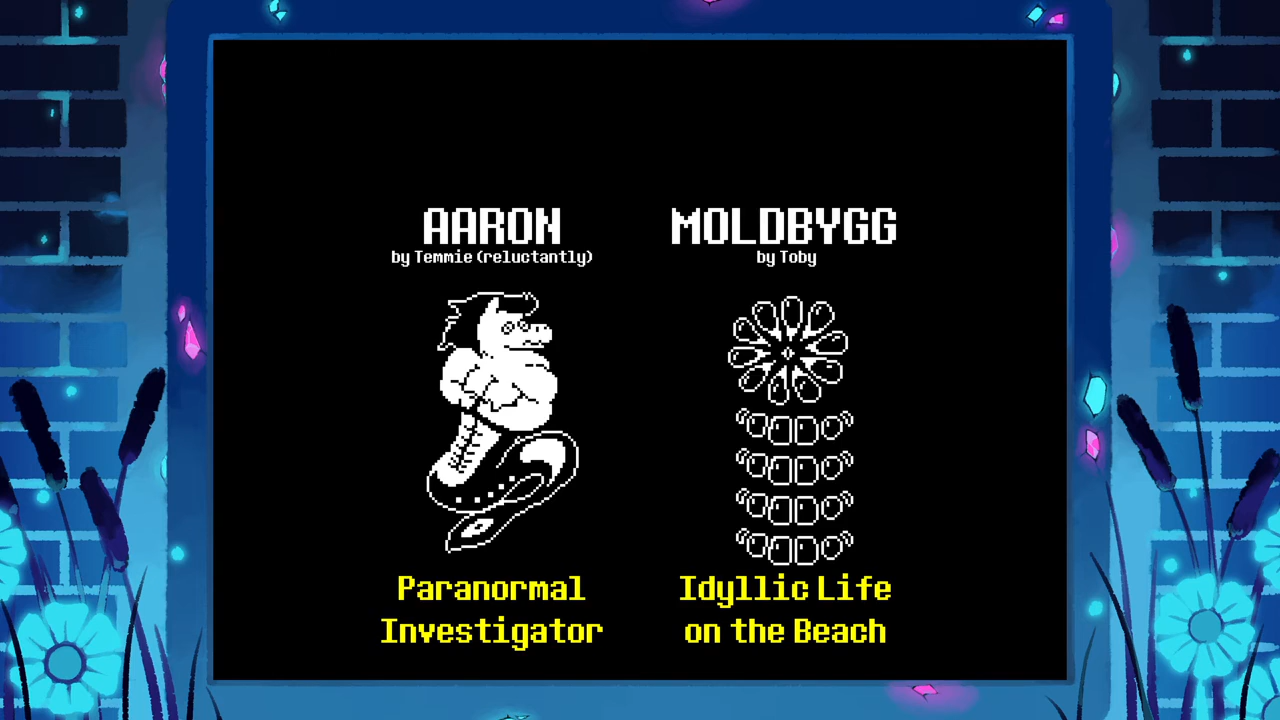 AARON
by Temmie (reluctantly)
Paranormal
Investigator
MOLDBYGG
by Toby
Idyllic Life
on the Beach